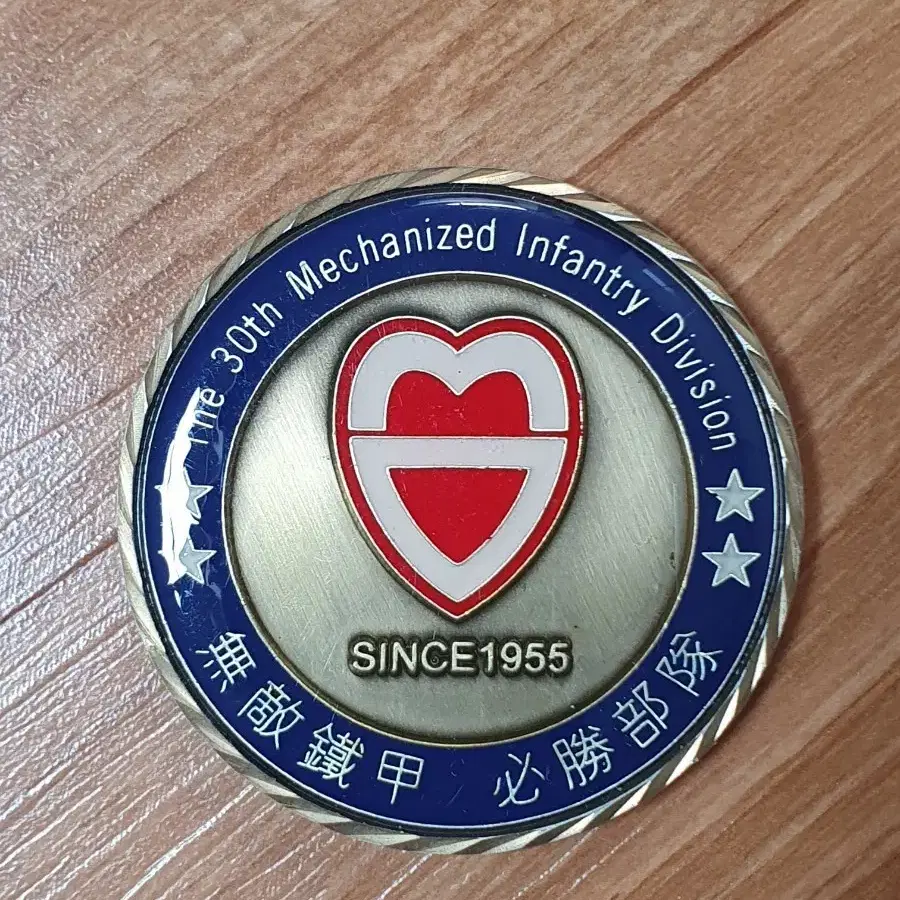 The 30th Mechanized Infantry Division
SINCE1955
無敵鐵甲 必勝部隊